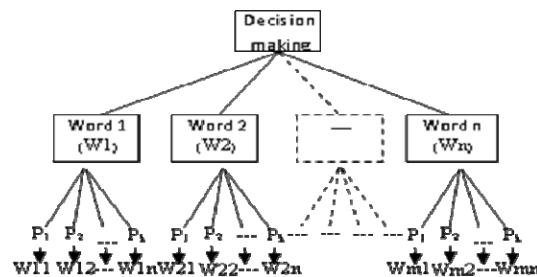 Decision
making
Word 1 Word 2 — Word n
(W1) (W2) (Wn)
P1 P2 --- Pk P1 P2 --- Pk --- --- --- --- P1 P2 --- Pk
W11 W12--- W1n W21 W22--- W2n Wm1 Wm2--- Wmn